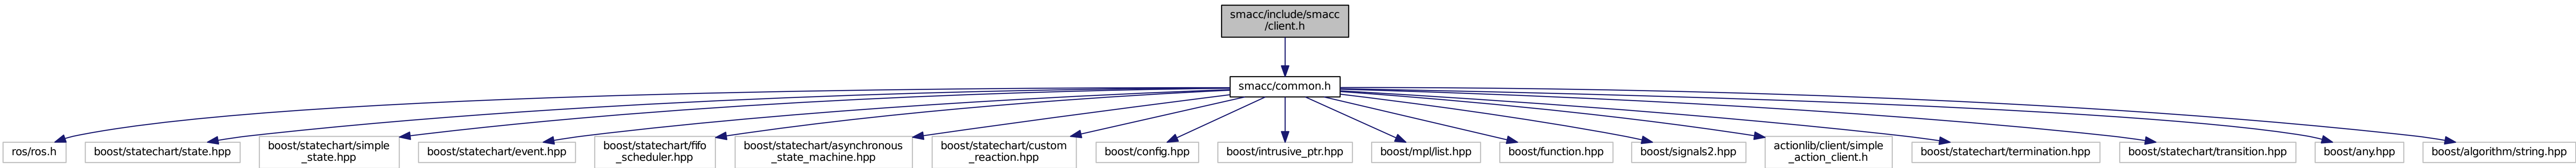 smacc/include/smacc
/client.h
smacc/common.h
ros/ros.h
boost/statechart/state.hpp
boost/statechart/simple
_state.hpp
boost/statechart/event.hpp
boost/statechart/fifo
_scheduler.hpp
boost/statechart/asynchronous
_state_machine.hpp
boost/statechart/custom
_reaction.hpp
boost/config.hpp
boost/intrusive_ptr.hpp
boost/mpl/list.hpp
boost/function.hpp
boost/signals2.hpp
actionlib/client/simple
_action_client.h
boost/statechart/termination.hpp
boost/statechart/transition.hpp
boost/any.hpp
boost/algorithm/string.hpp